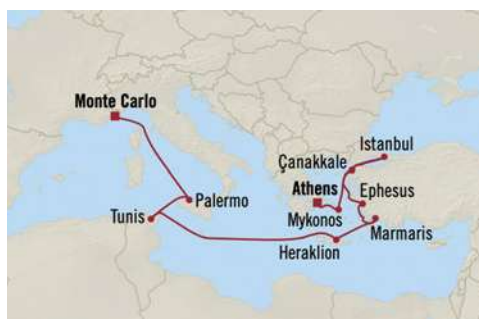 Monte Carlo
Istanbul
Çanakkale
Athens
Ephesus
Palermo
Mykonos
Tunis
Marmaris
Heraklion